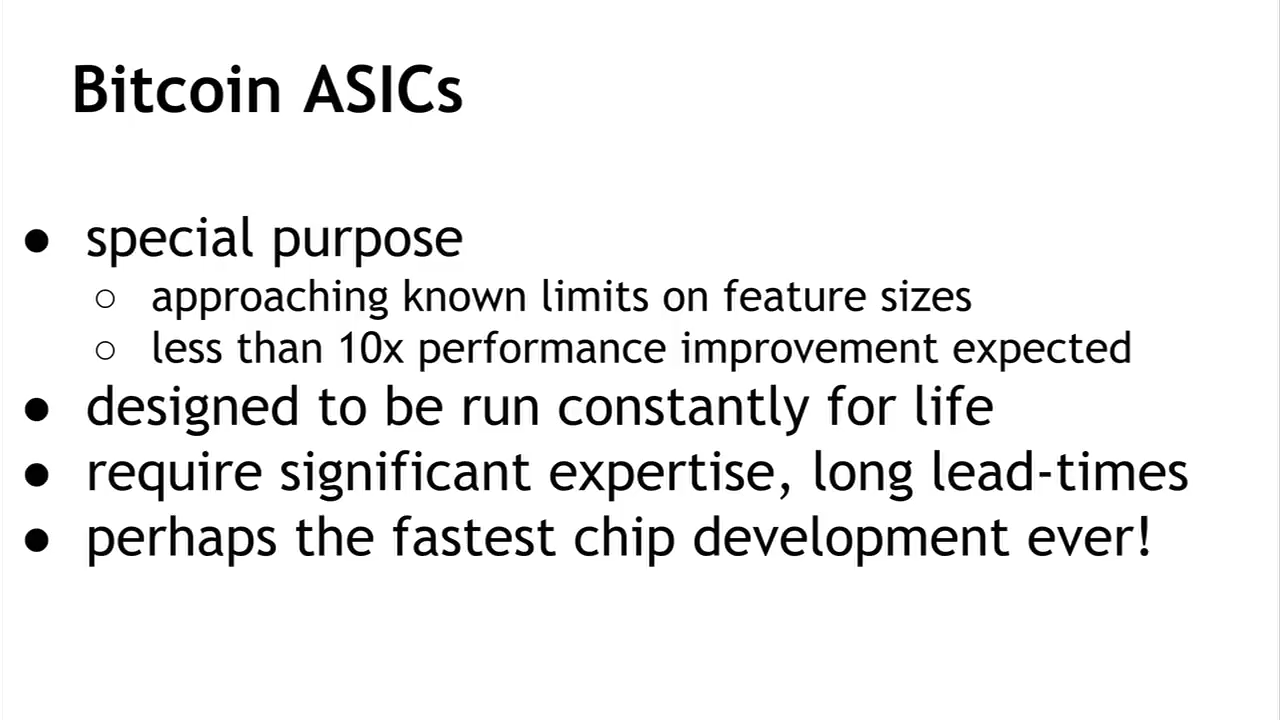 Bitcoin ASICs
● special purpose
○ approaching known limits on feature sizes
○ less than 10x performance improvement expected
● designed to be run constantly for life
● require significant expertise, long lead-times
● perhaps the fastest chip development ever!